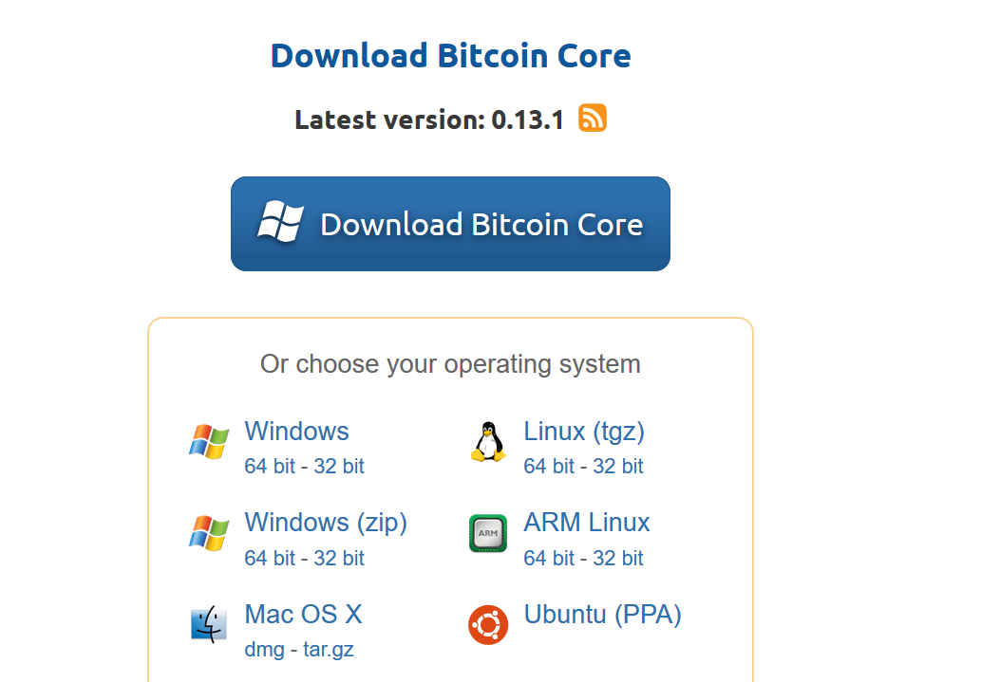 Download Bitcoin Core
Latest version: 0.13.1
Download Bitcoin Core
Or choose your operating system
Windows
64 bit - 32 bit
Linux (tgz)
64 bit - 32 bit
Windows (zip)
64 bit - 32 bit
ARM
ARM Linux
64 bit - 32 bit
Mac OS X
dmg - tar.gz
Ubuntu (PPA)